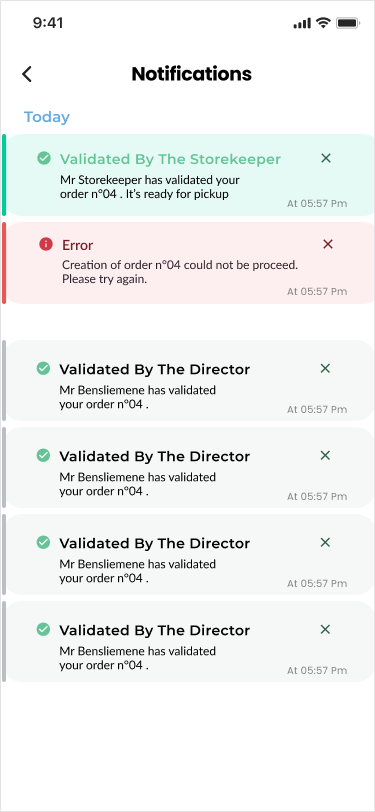 9:41
Notifications
Today
Validated By The Storekeeper
Mr Storekeeper has validated your
order n°04 . It's ready for pickup
At 05:57 Pm
Error
Creation of order n°04 could not be proceed.
Please try again.
At 05:57 Pm
Validated By The Director
Mr Bensliemene has validated
your order n°04 .
At 05:57 Pm
Validated By The Director
Mr Bensliemene has validated
your order n°04 .
At 05:57 Pm
Validated By The Director
Mr Bensliemene has validated
your order n°04 .
At 05:57 Pm
Validated By The Director
Mr Bensliemene has validated
your order n°04 .
At 05:57 Pm